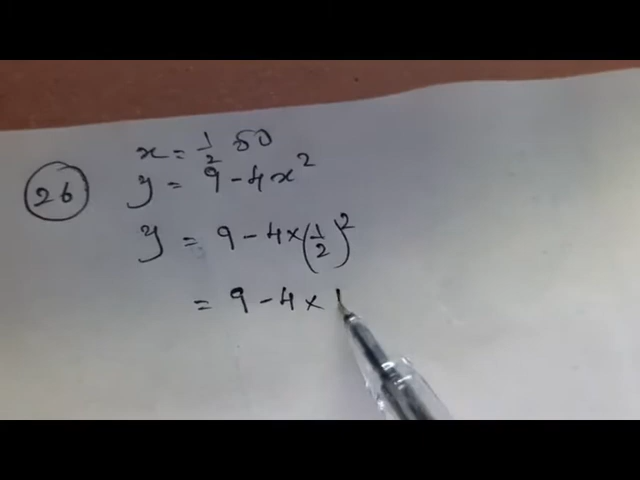 x = 1/2 so
26 y = 9 - 4x²
y = 9 - 4 × (1/2)²
= 9 - 4 × 1